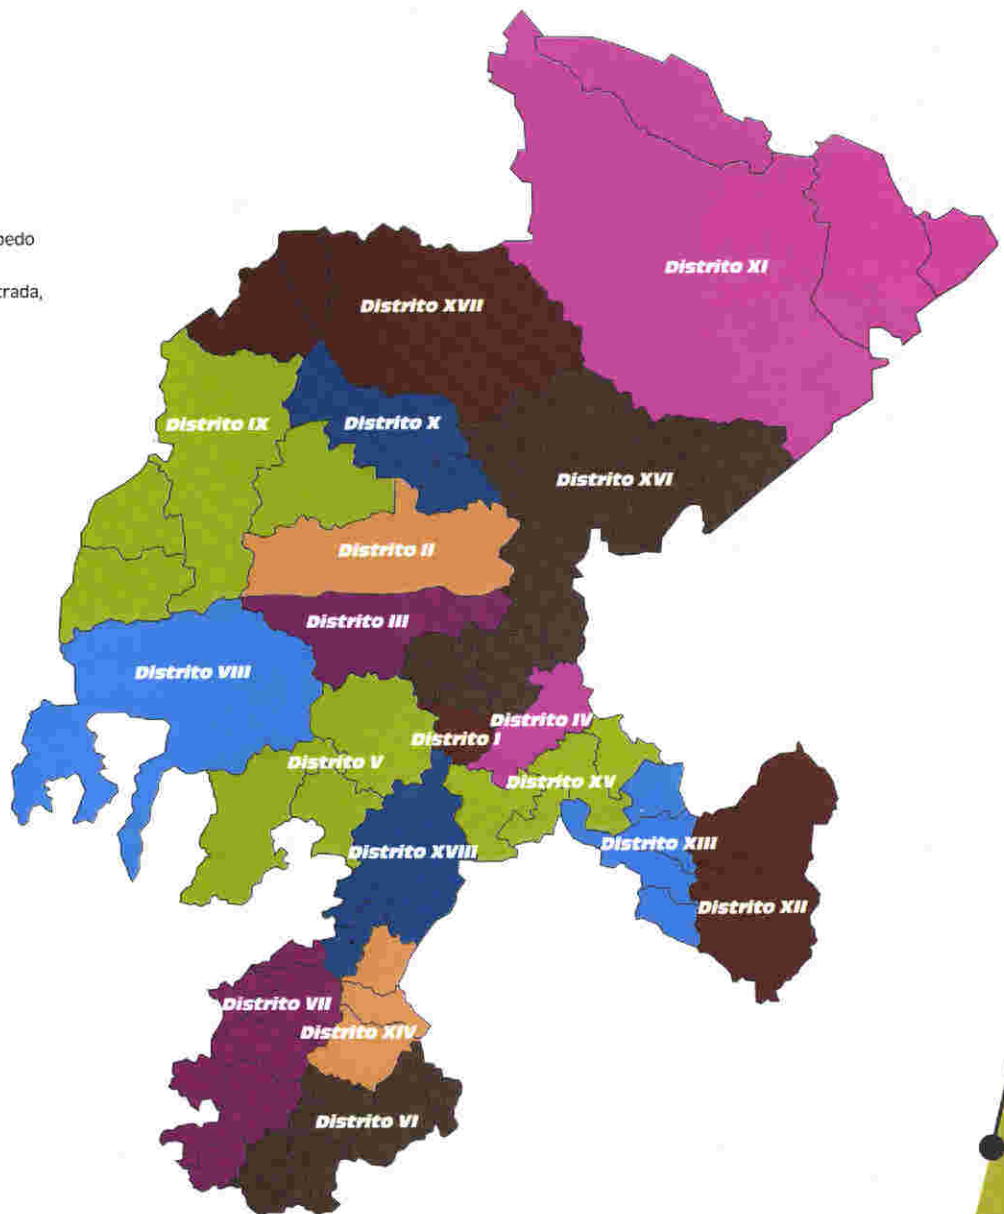 trada,
Distrito XI
Distrito XVII
Distrito IX
Distrito X
Distrito XVI
Distrito II
Distrito III
Distrito VIII
Distrito IV
Distrito I
Distrito V
Distrito XV
Distrito XIII
Distrito XVIII
Distrito XII
Distrito VII
Distrito XIV
Distrito VI